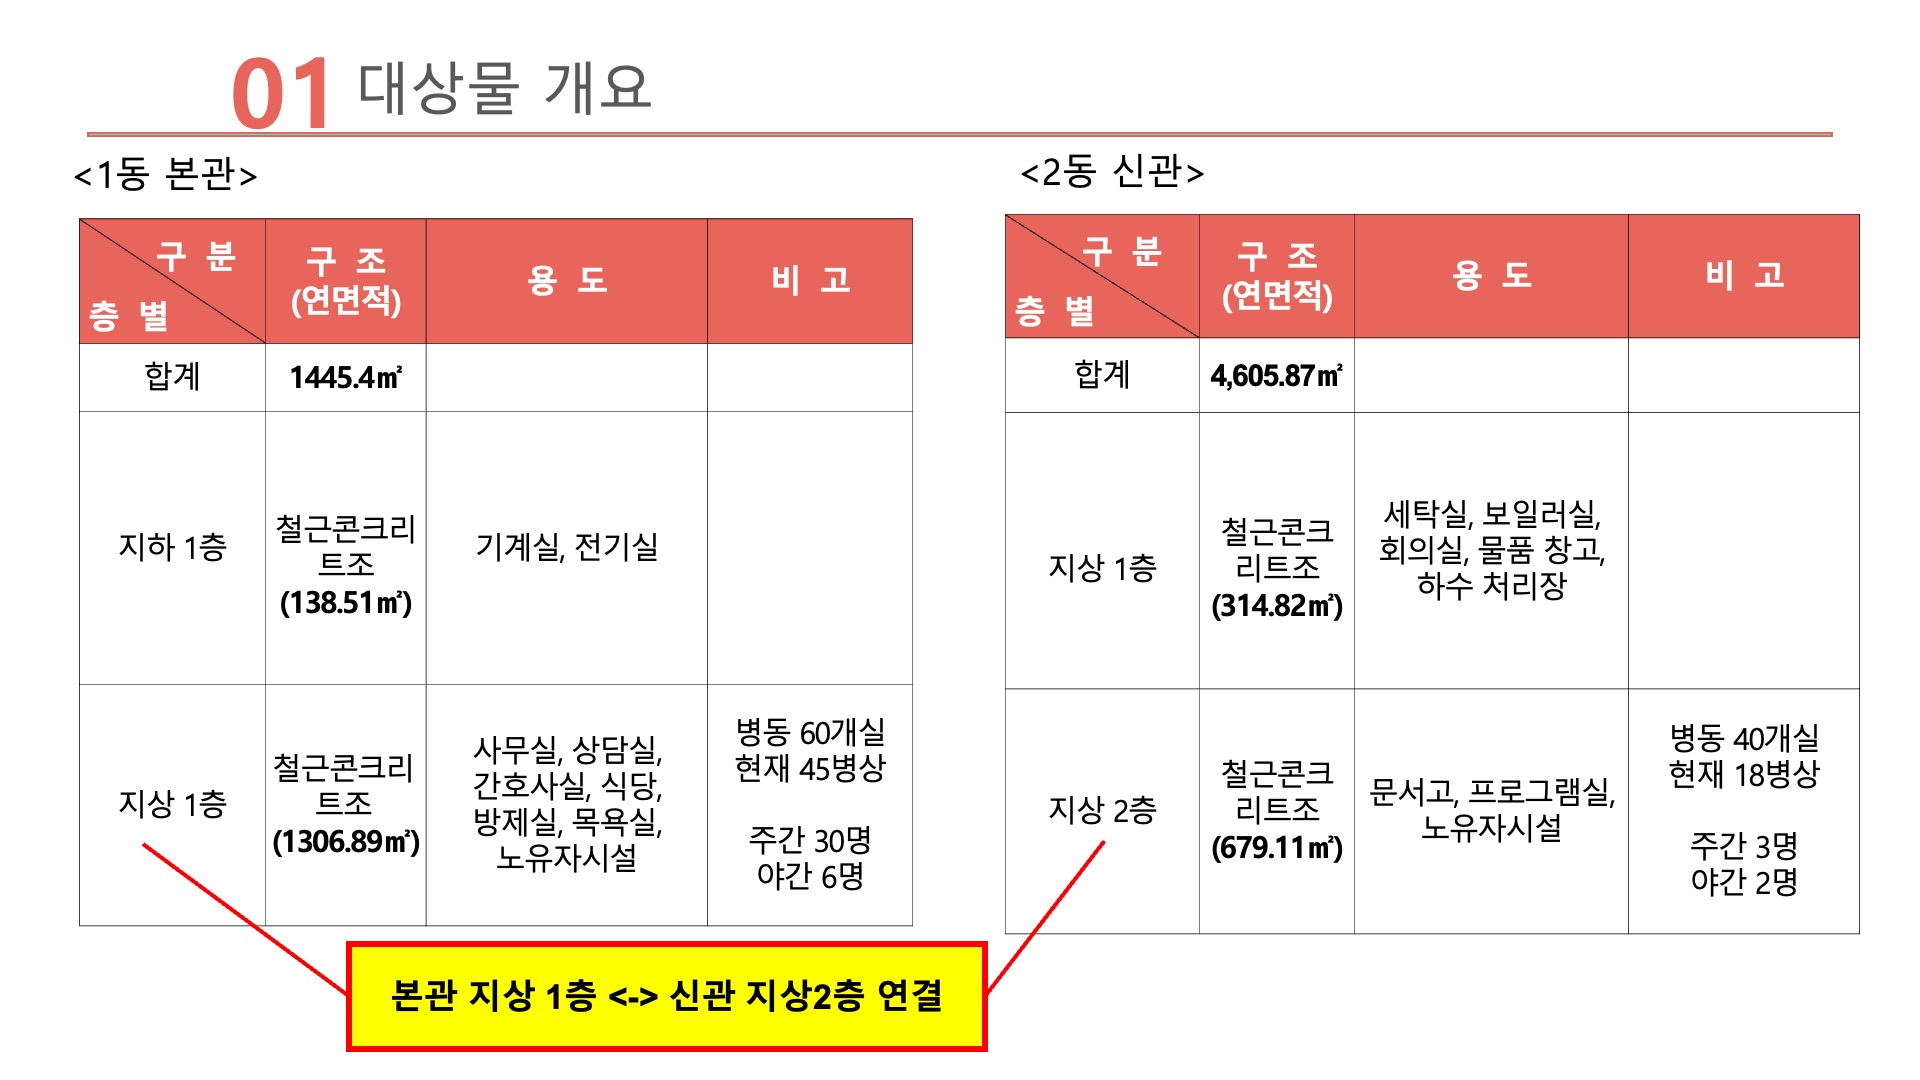 01 대상물 개요
<1동 본관>
구 분
층 별
구 조
(연면적)
용 도
비 고
합계
1445.4㎡
지하 1층
철근콘크리
트조
(138.51㎡)
기계실, 전기실
지상 1층
철근콘크리
트조
(1306.89㎡)
사무실, 상담실,
간호사실, 식당,
방제실, 목욕실,
노유자시설
병동 60개실
현재 45병상
주간 30명
야간 6명
<2동 신관>
구 분
층 별
구 조
(연면적)
용 도
비 고
합계
4,605.87㎡
지상 1층
철근콘크
리트조
(314.82㎡)
세탁실, 보일러실,
회의실, 물품 창고,
하수 처리장
지상 2층
철근콘크
리트조
(679.11㎡)
문서고, 프로그램실,
노유자시설
병동 40개실
현재 18병상
주간 3명
야간 2명
본관 지상 1층 <-> 신관 지상2층 연결